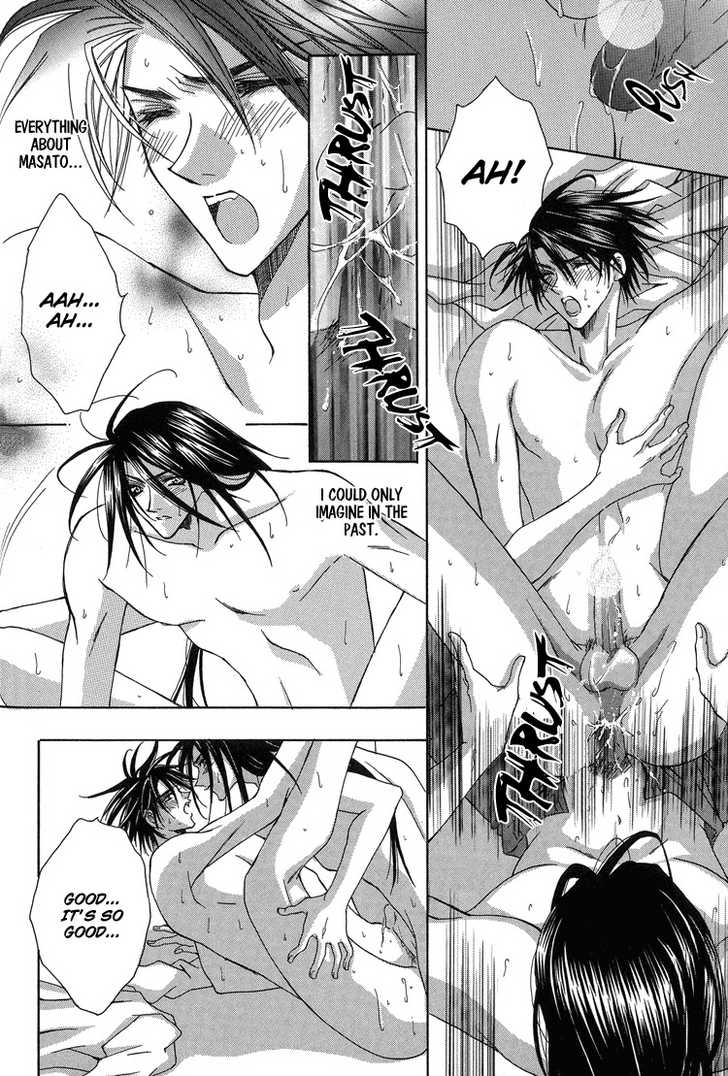 PUSH
AH!
THRUST
THRUST
THRUST
EVERYTHING
ABOUT
MASATO...
AAH...
AH...
I COULD ONLY
IMAGINE IN THE
PAST.
GOOD...
IT'S SO
GOOD...